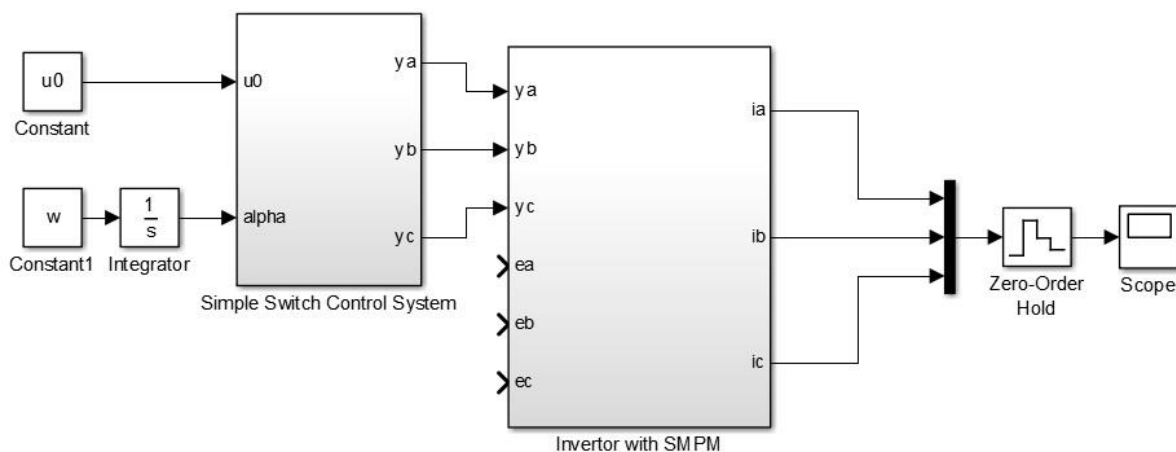 u0
Constant
w
Constant1
1
s
Integrator
u0
alpha
ya
yb
yc
Simple Switch Control System
ya
yb
yc
ea
eb
ec
ia
ib
ic
Invertor with SMPM
Zero-Order
Hold
Scope